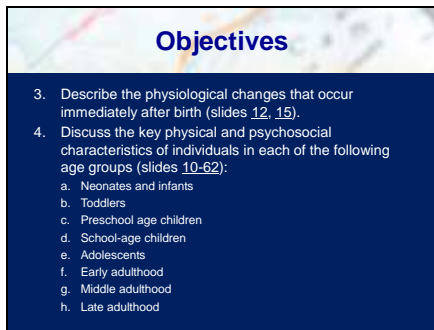 Objectives
3. Describe the physiological changes that occur
immediately after birth (slides 12, 15).
4. Discuss the key physical and psychosocial
characteristics of individuals in each of the following
age groups (slides 10-62):
a. Neonates and infants
b. Toddlers
c. Preschool age children
d. School-age children
e. Adolescents
f. Early adulthood
g. Middle adulthood
h. Late adulthood